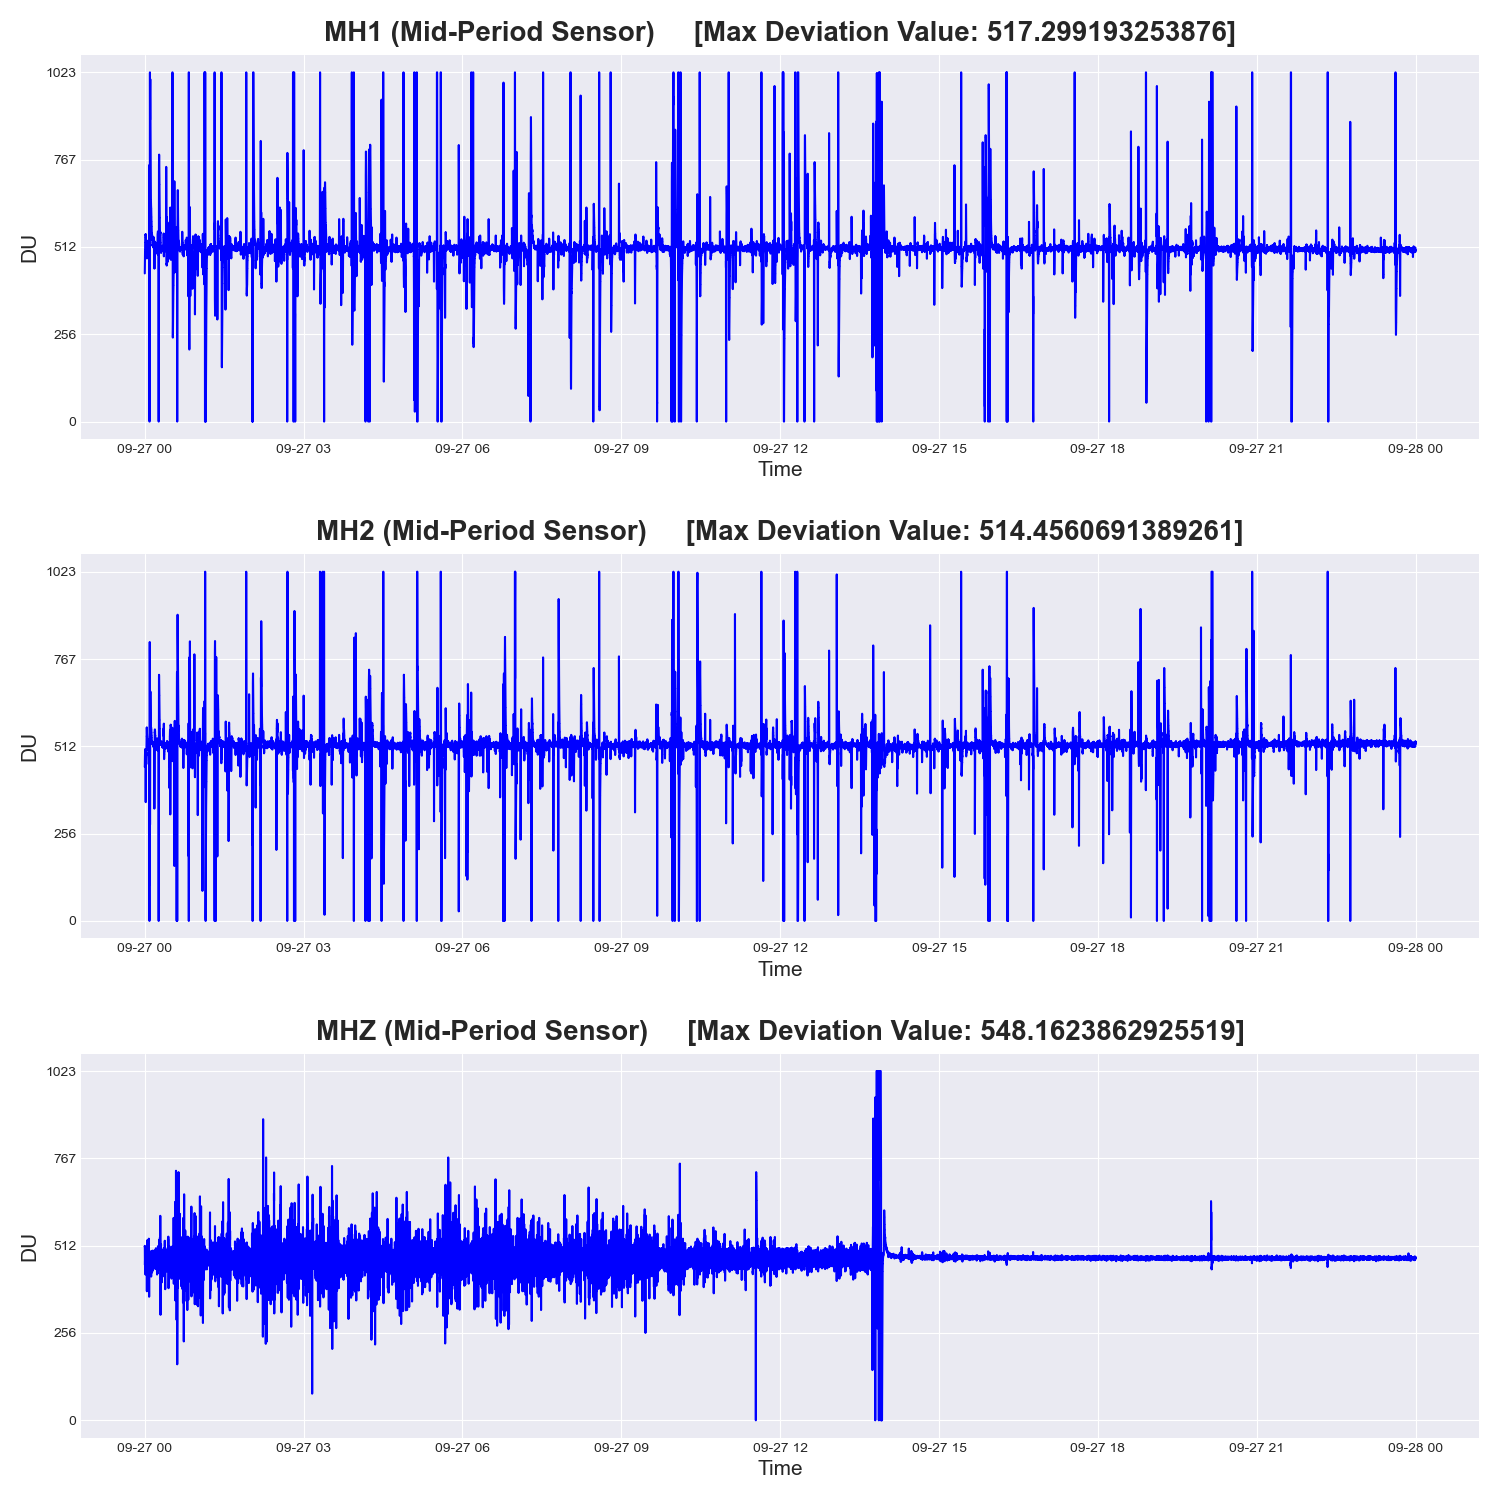 MH1 (Mid-Period Sensor) [Max Deviation Value: 517.299193253876]
1023
767
512
256
0
DU
09-27 00 09-27 03 09-27 06 09-27 09 09-27 12 09-27 15 09-27 18 09-27 21 09-28 00
Time
MH2 (Mid-Period Sensor) [Max Deviation Value: 514.4560691389261]
1023
767
512
256
0
DU
09-27 00 09-27 03 09-27 06 09-27 09 09-27 12 09-27 15 09-27 18 09-27 21 09-28 00
Time
MHZ (Mid-Period Sensor) [Max Deviation Value: 548.1623862925519]
1023
767
512
256
0
DU
09-27 00 09-27 03 09-27 06 09-27 09 09-27 12 09-27 15 09-27 18 09-27 21 09-28 00
Time